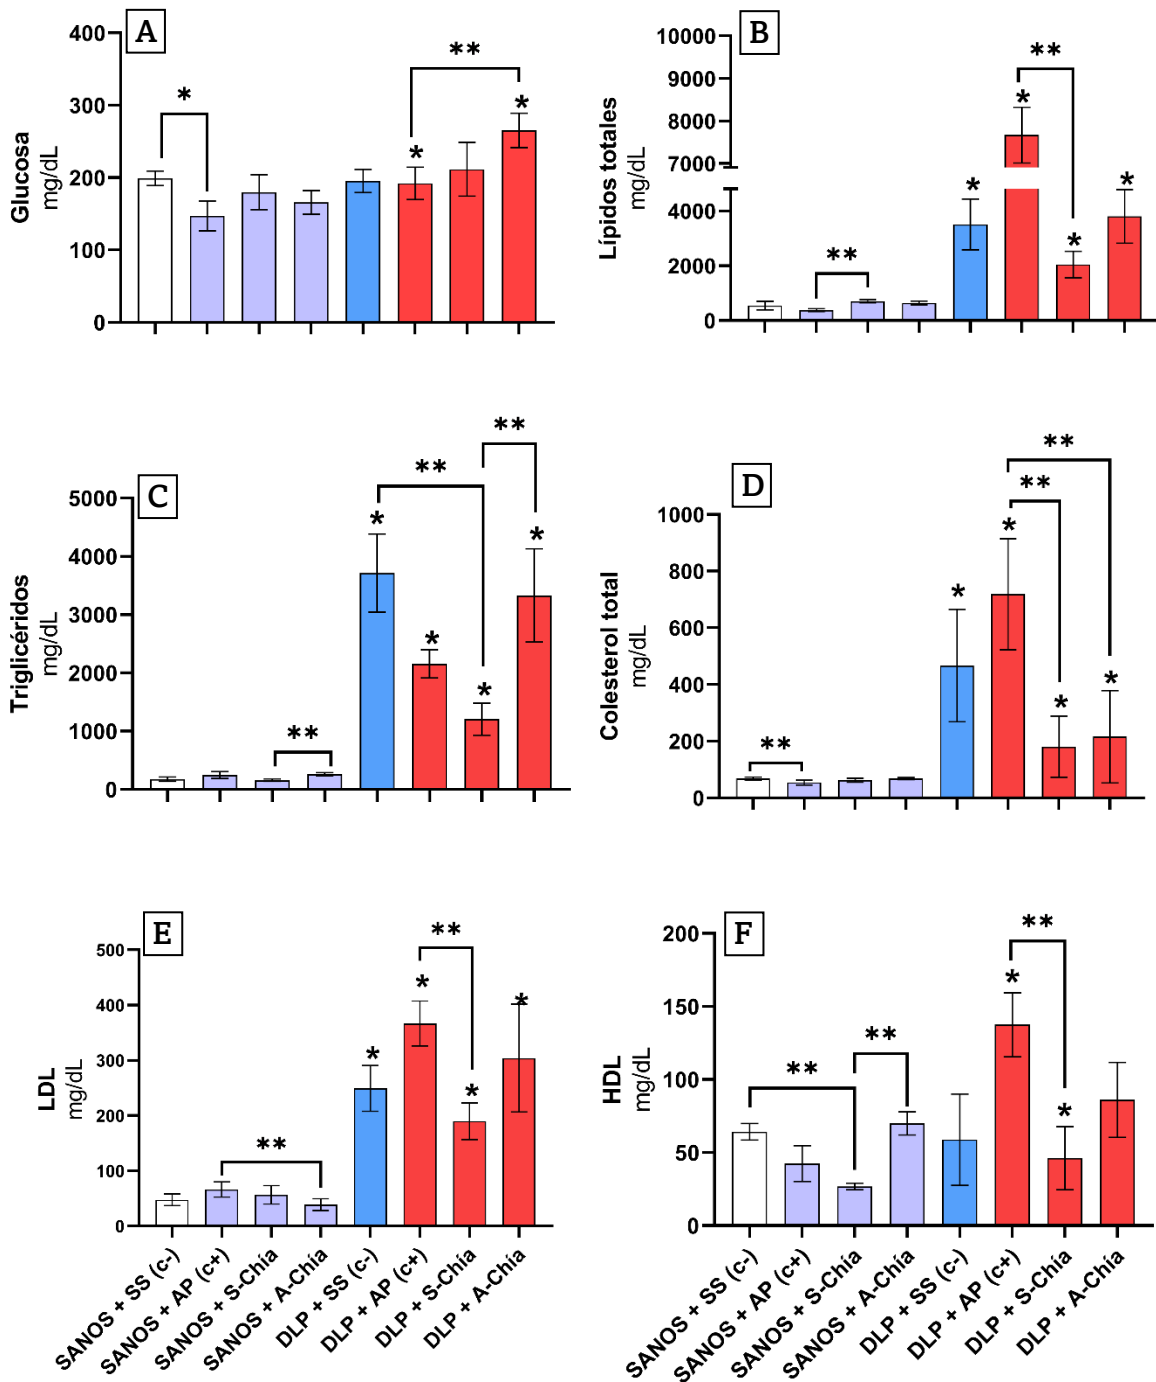 A
Glucosa
mg/dL
400
300
200
100
0
*
**
*
*
B
Lípidos totales
mg/dL
10000
9000
8000
7000
4000
2000
0
**
**
*
*
*
*
C
Triglicéridos
mg/dL
5000
4000
3000
2000
1000
0
**
**
**
*
*
*
*
D
Colesterol total
mg/dL
1000
800
600
400
200
0
**
**
**
*
*
*
*
E
LDL
mg/dL
500
400
300
200
100
0
**
**
*
*
*
*
SANOS + SS (c-)
SANOS + AP (c+)
SANOS + S-Chía
SANOS + A-Chía
DLP + SS (c-)
DLP + AP (c+)
DLP + S-Chía
DLP + A-Chía
F
HDL
mg/dL
200
150
100
50
0
**
**
**
*
*
SANOS + SS (c-)
SANOS + AP (c+)
SANOS + S-Chía
SANOS + A-Chía
DLP + SS (c-)
DLP + AP (c+)
DLP + S-Chía
DLP + A-Chía